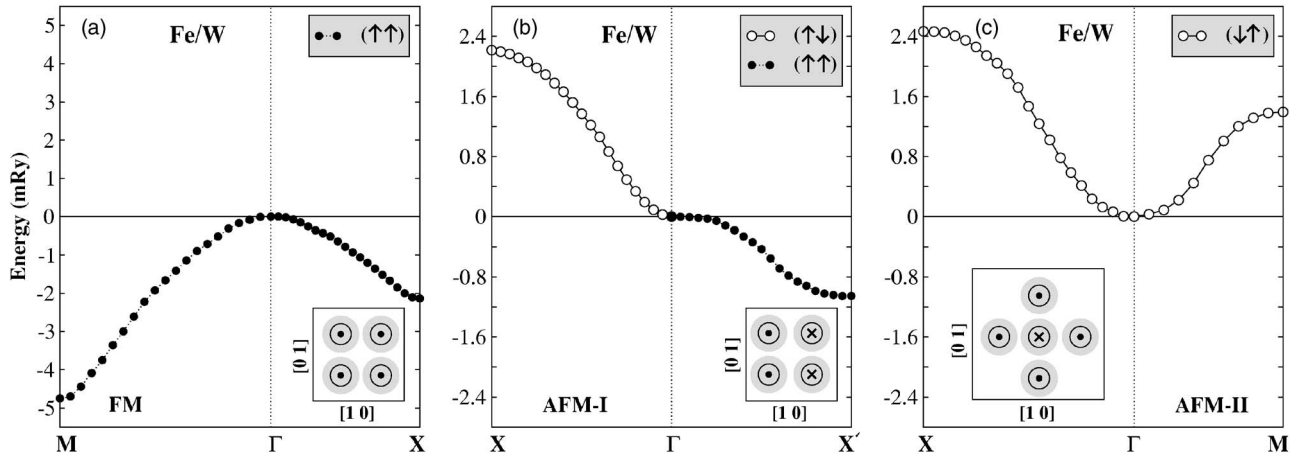 (a)
Fe/W
(↑↑)
5
4
3
2
1
0
-1
-2
-3
-4
-5
Energy (mRy)
FM
[0 1]
[1 0]
M
Γ
X
(b)
Fe/W
(↑↓)
(↑↑)
2.4
1.6
0.8
0
-0.8
-1.6
-2.4
AFM-I
[0 1]
[1 0]
X
Γ
X′
(c)
Fe/W
(↓↑)
2.4
1.6
0.8
0
-0.8
-1.6
-2.4
[0 1]
[1 0]
AFM-II
X
Γ
M